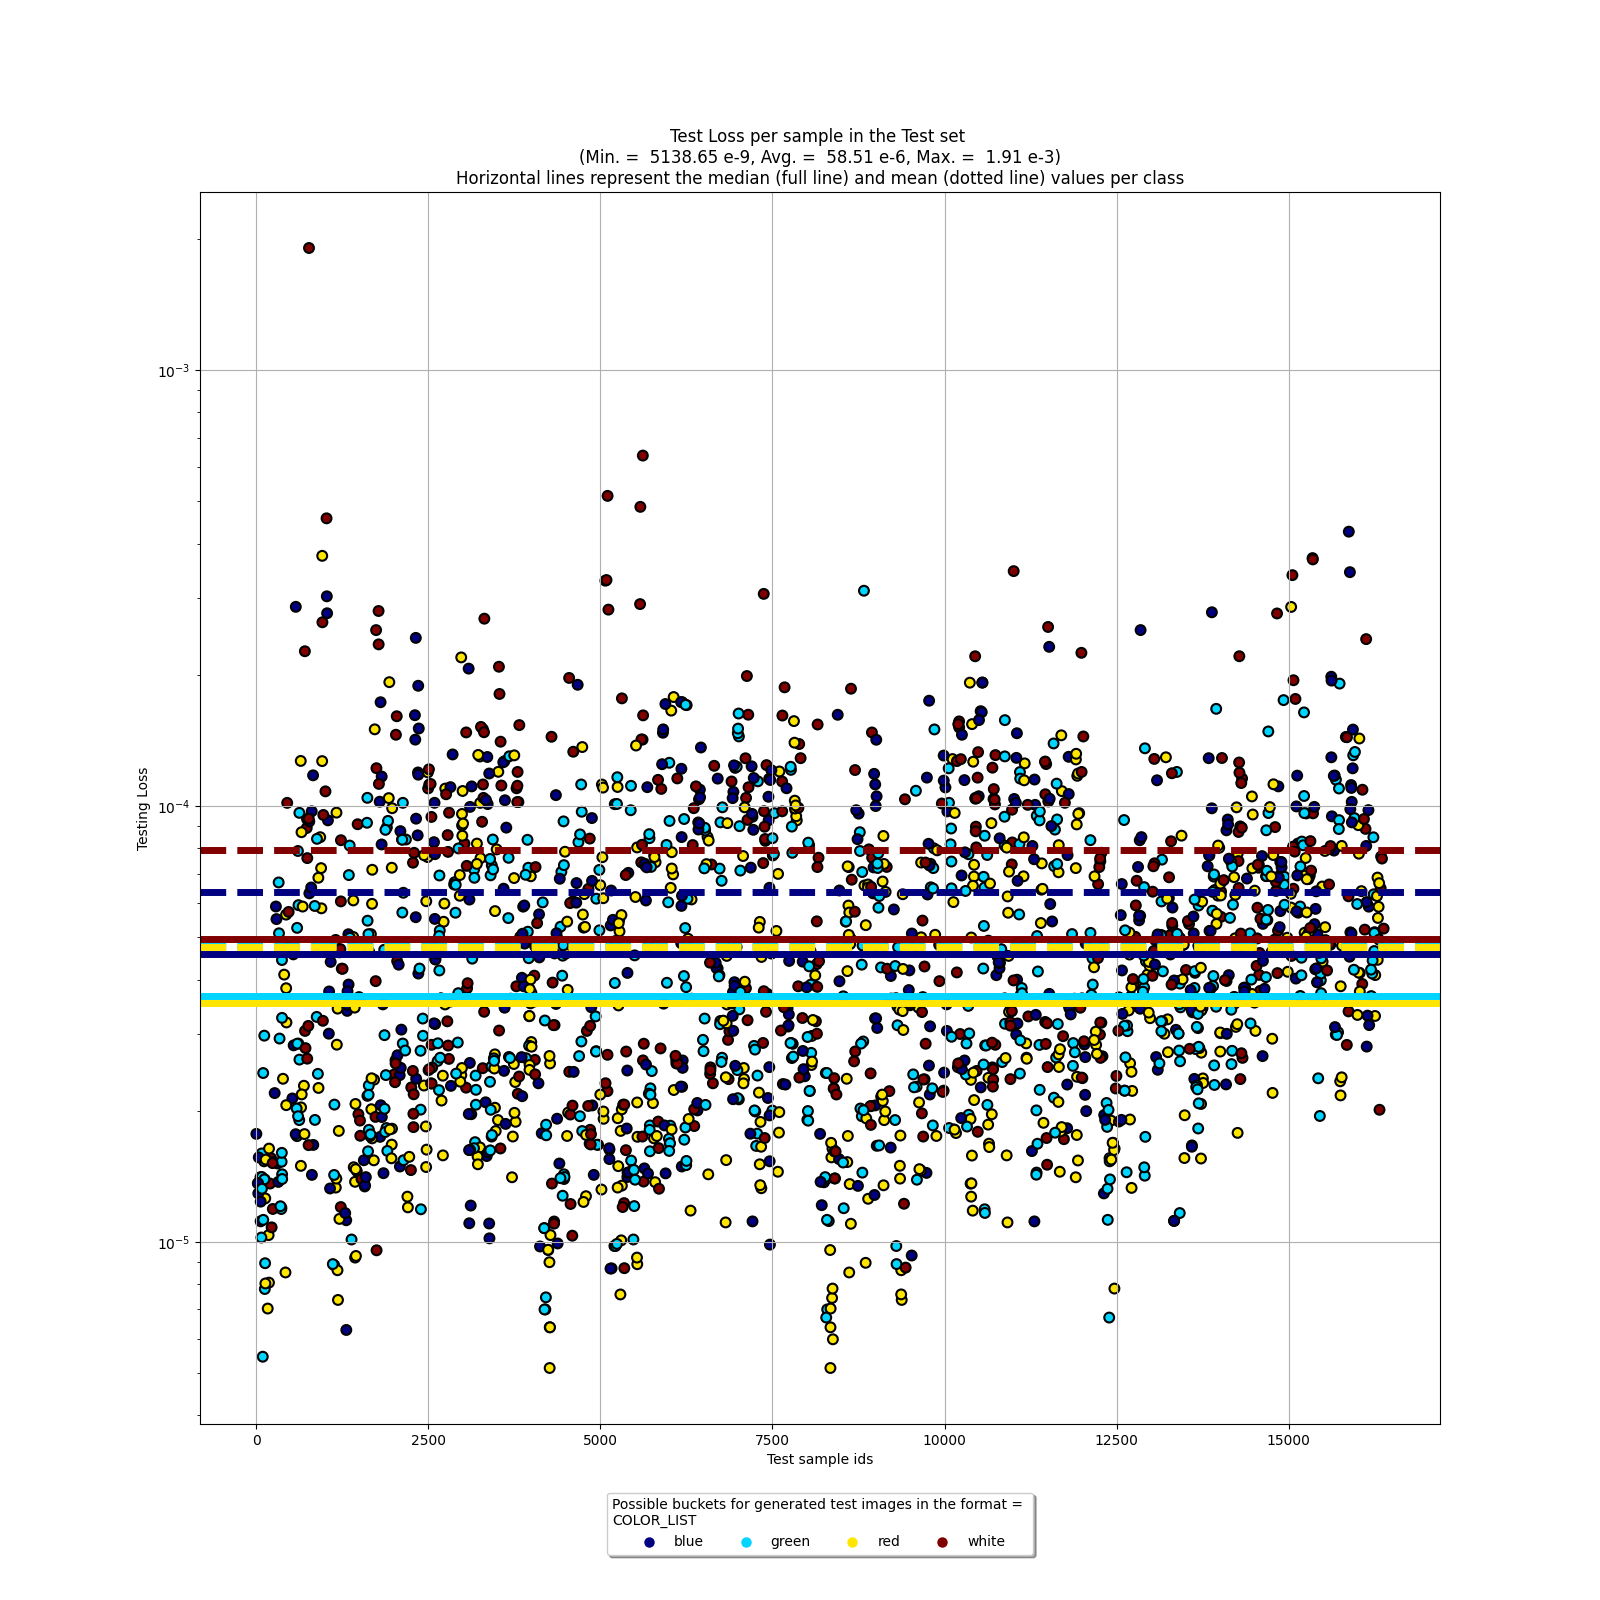 Test Loss per sample in the Test set
(Min. =  5138.65 e-9, Avg. =  58.51 e-6, Max. =  1.91 e-3)
Horizontal lines represent the median (full line) and mean (dotted line) values per class
10⁻³
10⁻⁴
10⁻⁵
Testing Loss
0 2500 5000 7500 10000 12500 15000
Test sample ids
Possible buckets for generated test images in the format =
COLOR_LIST
blue green red white